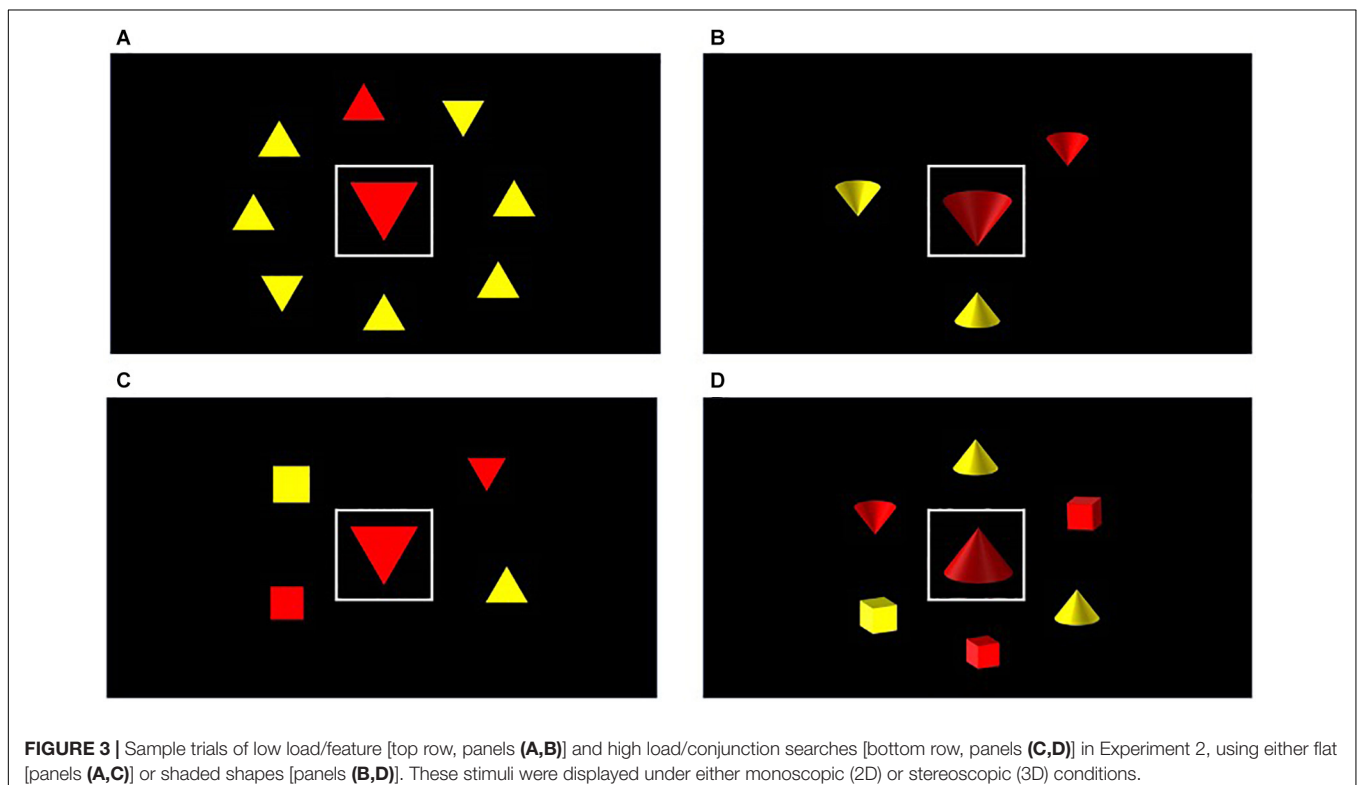 A
B
C
D
FIGURE 3 | Sample trials of low load/feature [top row, panels (A,B)] and high load/conjunction searches [bottom row, panels (C,D)] in Experiment 2, using either flat
[panels (A,C)] or shaded shapes [panels (B,D)]. These stimuli were displayed under either monoscopic (2D) or stereoscopic (3D) conditions.